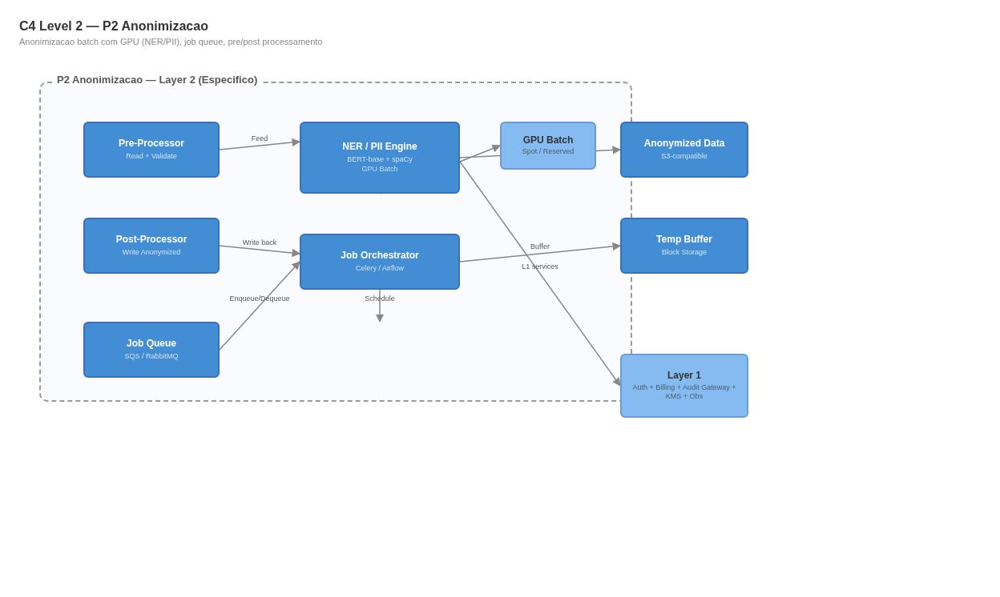 C4 Level 2 — P2 Anonimizacao
Anonimizacao batch com GPU (NER/PII), job queue, pre/post processamento
P2 Anonimizacao — Layer 2 (Especifico)
Pre-Processor
Read + Validate
Feed
NER / PII Engine
BERT-base + spaCy
GPU Batch
GPU Batch
Spot / Reserved
Anonymized Data
S3-compatible
Post-Processor
Write Anonymized
Write back
Job Orchestrator
Celery / Airflow
Buffer
L1 services
Temp Buffer
Block Storage
Enqueue/Dequeue
Schedule
Job Queue
SQS / RabbitMQ
Layer 1
Auth + Billing + Audit Gateway +
KMS + Obs